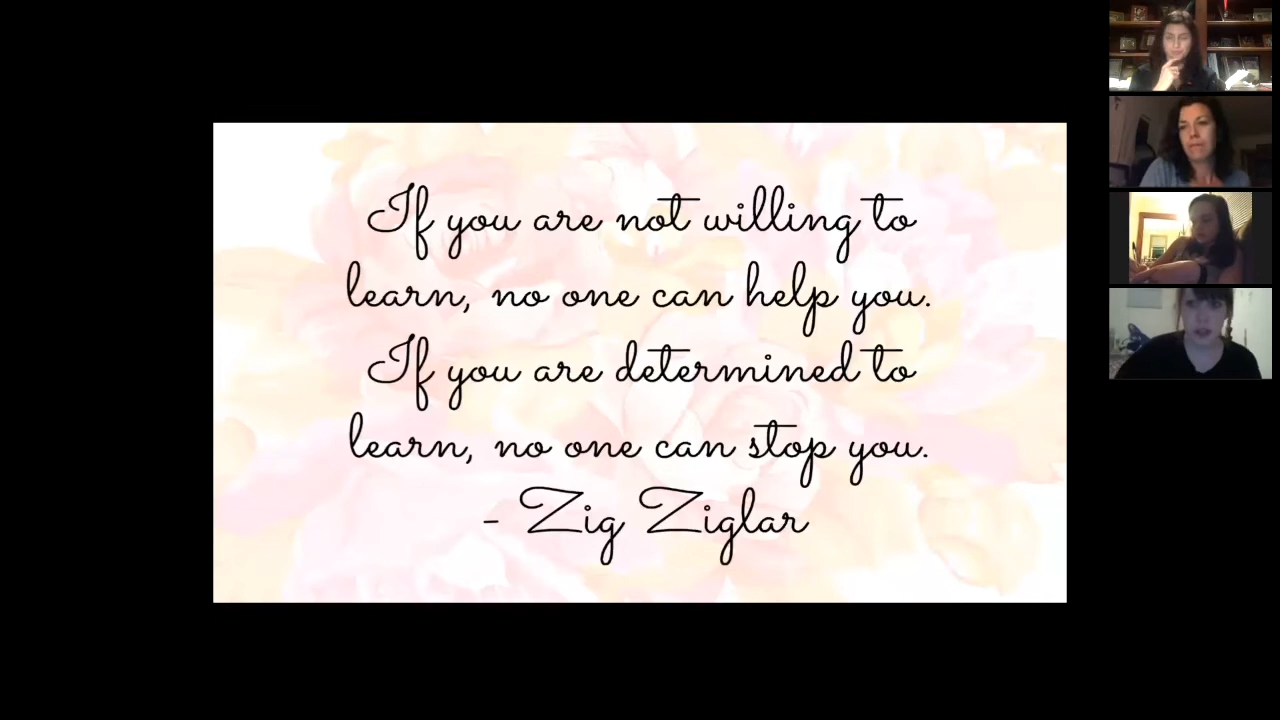 If you are not willing to
learn, no one can help you.
If you are determined to
learn, no one can stop you.
- Zig Ziglar